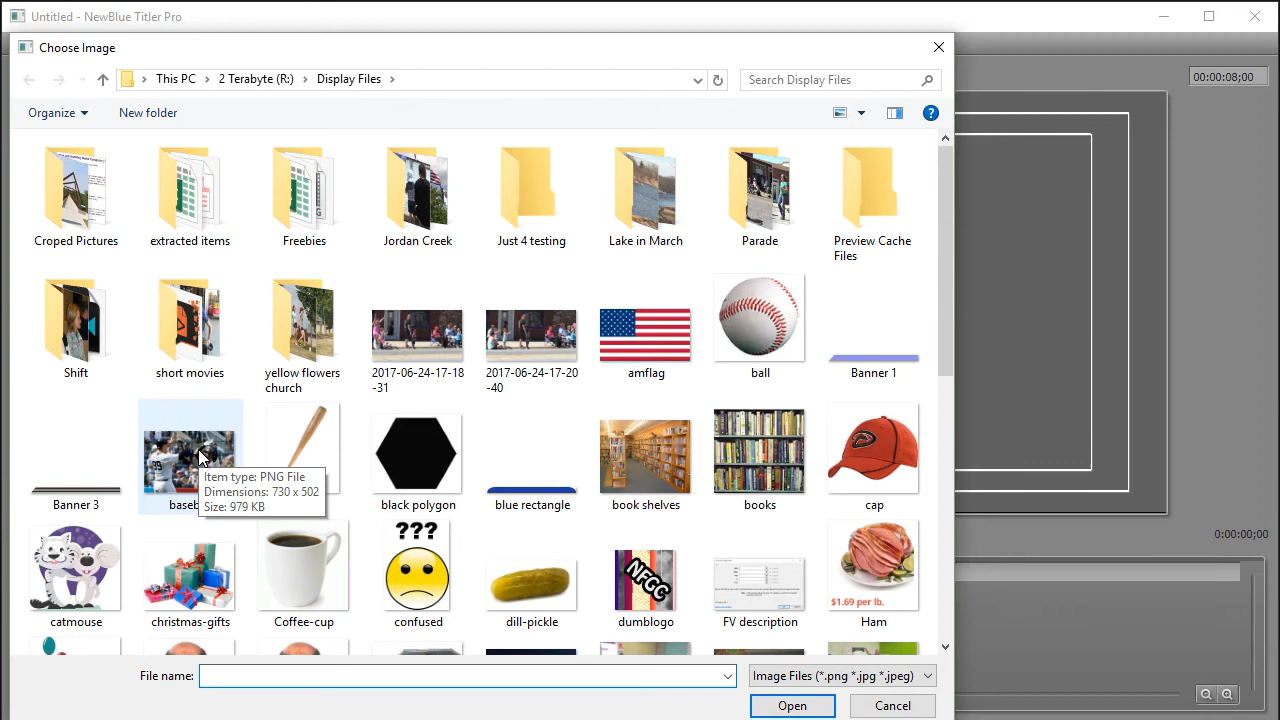 Untitled - NewBlue Titler Pro
Choose Image
This PC > 2 Terabyte (R:) > Display Files >
Search Display Files
00:00:08;00
Organize
New folder
?
Croped Pictures
extracted items
Freebies
Jordan Creek
Just 4 testing
Lake in March
Parade
Preview Cache
Files
Shift
short movies
yellow flowers
church
2017-06-24-17-18
-31
2017-06-24-17-20
-40
amflag
ball
Banner 1
Item type: PNG File
Dimensions: 730 x 502
Size: 979 KB
Banner 3
black polygon
blue rectangle
book shelves
books
cap
???
NFCC
$1.69 per lb.
0:00:00;00
catmouse
christmas-gifts
Coffee-cup
confused
dill-pickle
dumblogo
FV description
Ham
File name:
Image Files (*.png *.jpg *.jpeg)
Open
Cancel